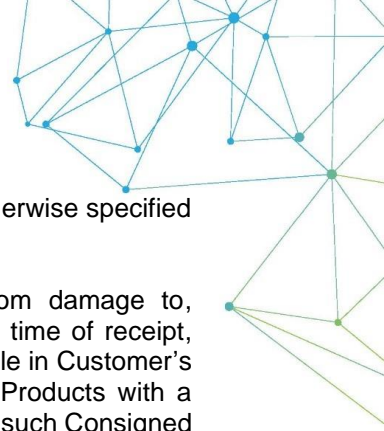 erwise specified
om damage to,
time of receipt,
le in Customer's
Products with a
such Consigned